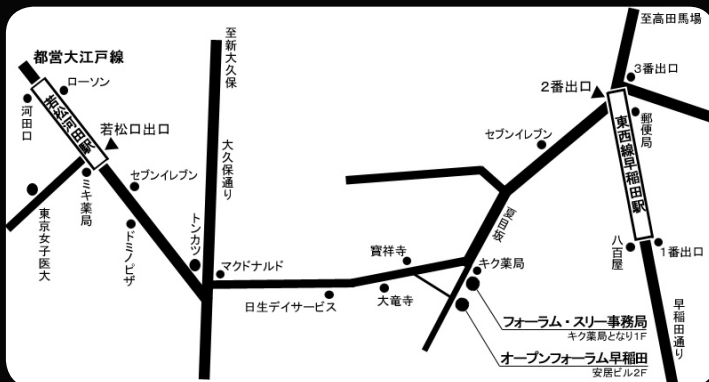 都営大江戸線
ローソン
河田口
若松河田駅
若松口出口
ミキ薬局
東京女子医大
セブンイレブン
ドミノピザ
トンカツ
至新大久保
大久保通り
マクドナルド
日生デイサービス
寶祥寺
大竜寺
キク薬局
夏目坂
セブンイレブン
2番出口
至高田馬場
3番出口
郵便局
東西線早稲田駅
八百屋
1番出口
早稲田通り
フォーラム・スリー事務局
キク薬局となり1F
オープンフォーラム早稲田
安居ビル2F